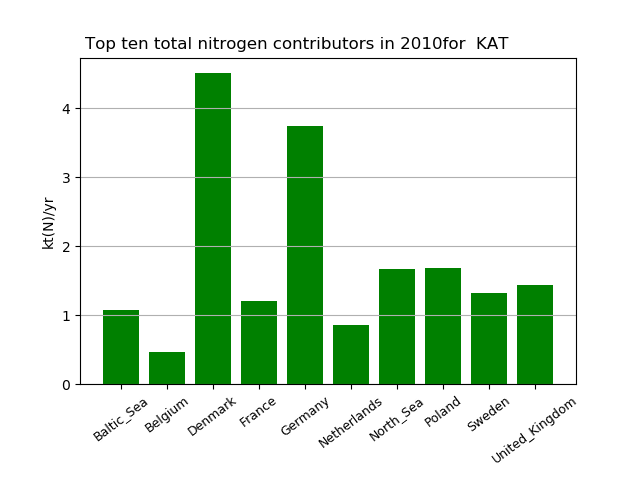 Top ten total nitrogen contributors in 2010for  KAT
kt(N)/yr
4
3
2
1
0
Baltic_Sea
Belgium
Denmark
France
Germany
Netherlands
North_Sea
Poland
Sweden
United_Kingdom